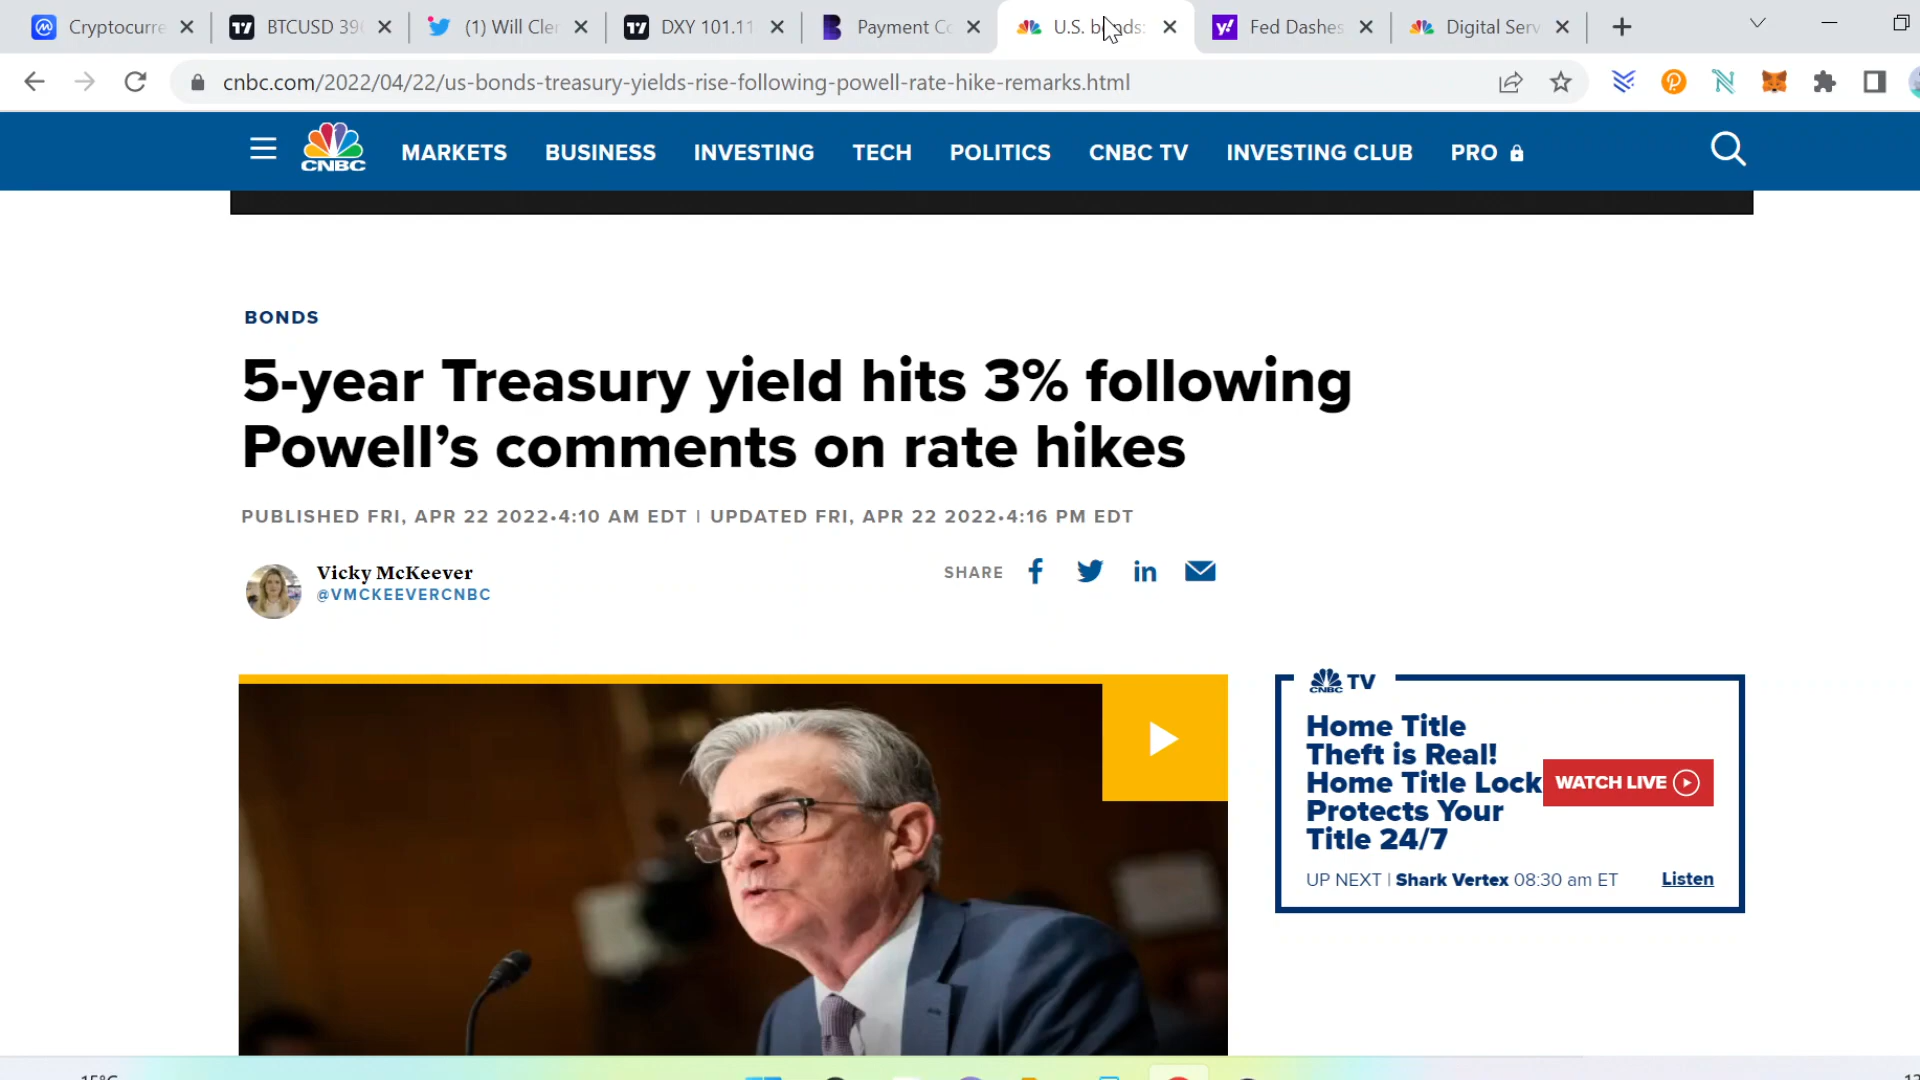 Cryptocurre
BTCUSD 39
(1) Will Cler
DXY 101.11
Payment Co
U.S. bonds:
Fed Dashes
Digital Serv
cnbc.com/2022/04/22/us-bonds-treasury-yields-rise-following-powell-rate-hike-remarks.html
CNBC
MARKETS
BUSINESS
INVESTING
TECH
POLITICS
CNBC TV
INVESTING CLUB
PRO
BONDS
5-year Treasury yield hits 3% following
Powell’s comments on rate hikes
PUBLISHED FRI, APR 22 2022•4:10 AM EDT | UPDATED FRI, APR 22 2022•4:16 PM EDT
Vicky McKeever
@VMCKEEVERCNBC
SHARE
CNBC TV
Home Title
Theft is Real!
Home Title Lock
Protects Your
Title 24/7
WATCH LIVE
UP NEXT | Shark Vertex 08:30 am ET
Listen
15°C